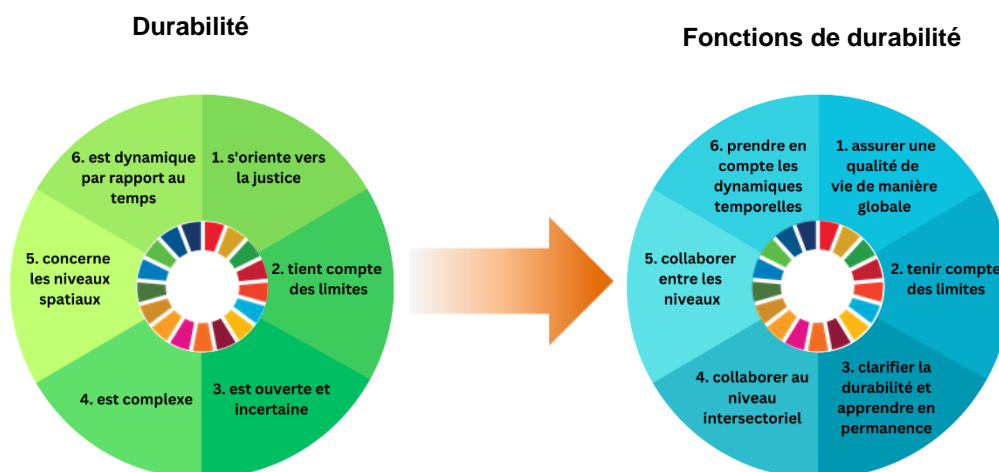 Durabilité
Fonctions de durabilité
6. est dynamique
par rapport au
temps
1. s'oriente vers
la justice
5. concerne
les niveaux
spatiaux
2. tient compte
des limites
4. est complexe
3. est ouverte et
incertaine
6. prendre en
compte les
dynamiques
temporelles
1. assurer une
qualité de
vie de manière
globale
5. collaborer
entre les
niveaux
2. tenir compte
des limites
4. collaborer au
niveau
intersectoriel
3. clarifier la
durabilité et
apprendre en
permanence